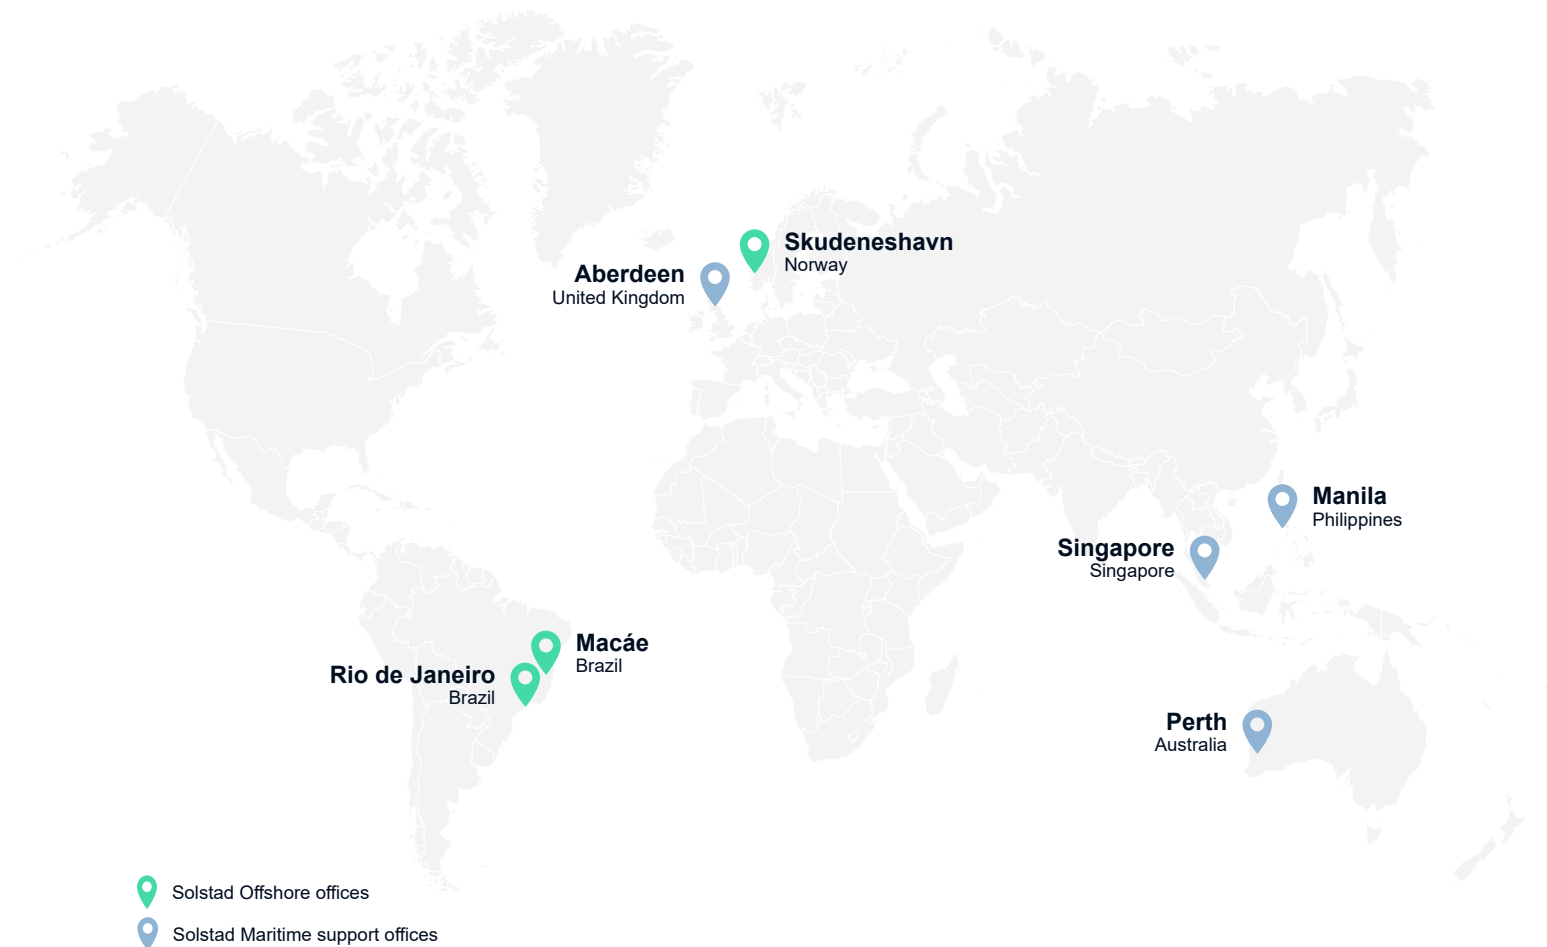 Skudeneshavn
Norway
Aberdeen
United Kingdom
Manila
Philippines
Singapore
Singapore
Macáe
Brazil
Rio de Janeiro
Brazil
Perth
Australia
Solstad Offshore offices
Solstad Maritime support offices